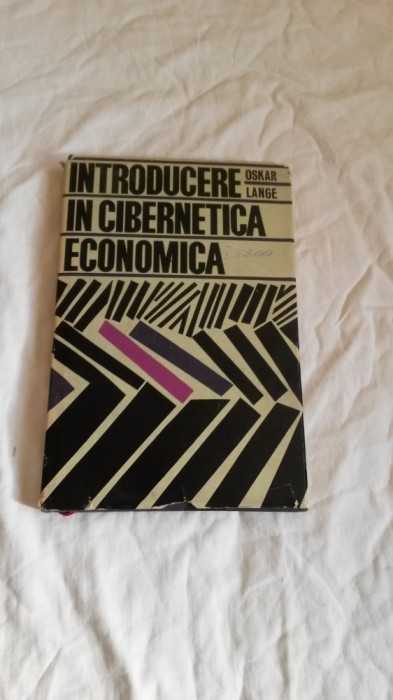 INTRODUCERE
OSKAR
LANGE
IN CIBERNETICA
ECONOMICA